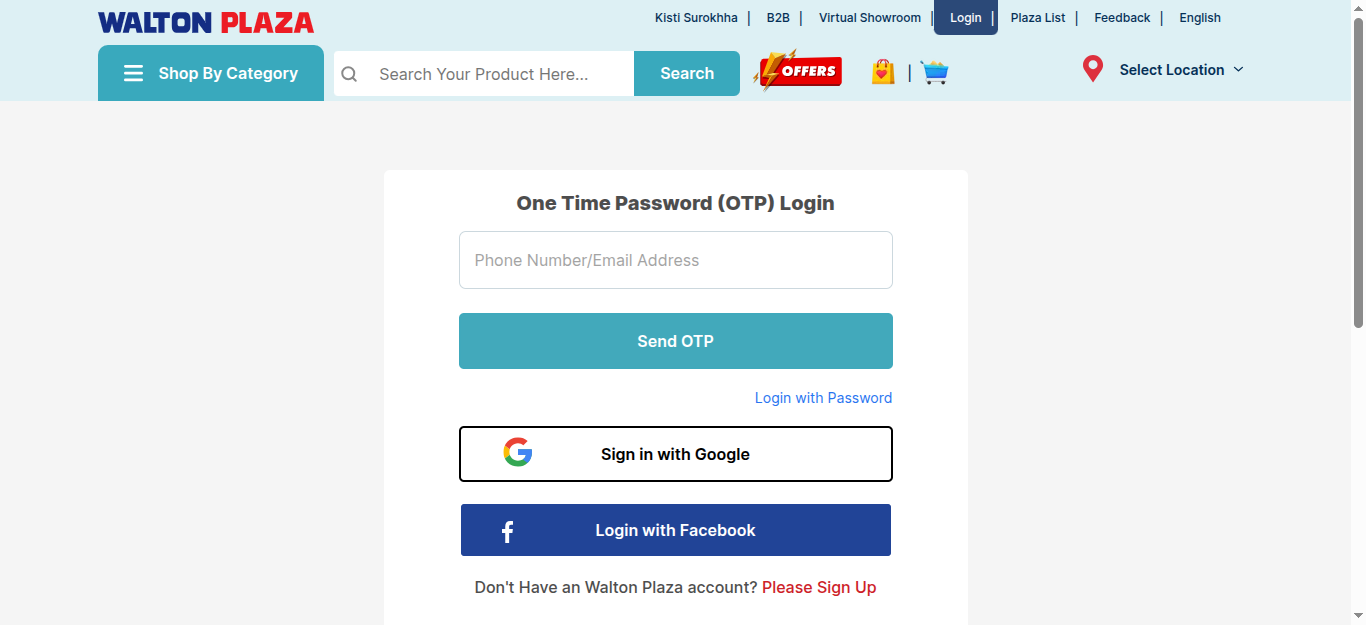 WALTON PLAZA
Kisti Surokhha | B2B | Virtual Showroom | Login | Plaza List | Feedback | English
Shop By Category
Search Your Product Here...
Search
OFFERS
|
Select Location
One Time Password (OTP) Login
Phone Number/Email Address
Send OTP
Login with Password
Sign in with Google
Login with Facebook
Don't Have an Walton Plaza account? Please Sign Up